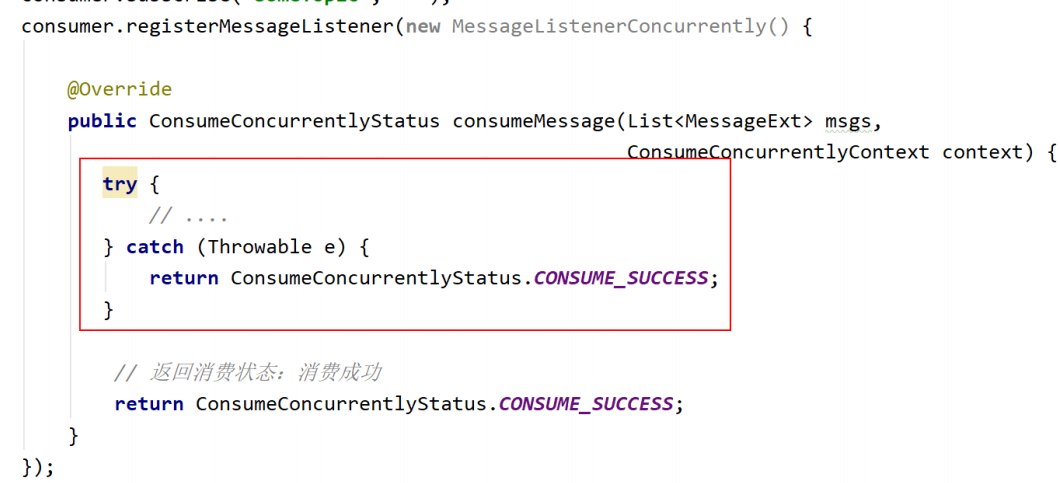 consumer.registerMessageListener(new MessageListenerConcurrently() {
@Override
public ConsumeConcurrentlyStatus consumeMessage(List<MessageExt> msgs,
ConsumeConcurrentlyContext context) {
try {
// ....
} catch (Throwable e) {
return ConsumeConcurrentlyStatus.CONSUME_SUCCESS;
}
// 返回消费状态：消费成功
return ConsumeConcurrentlyStatus.CONSUME_SUCCESS;
}
});